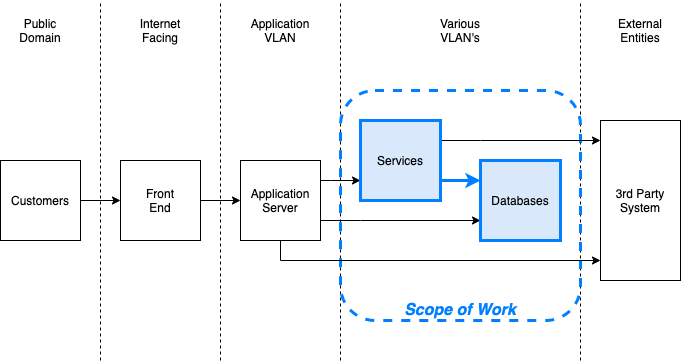 Public
Domain
Internet
Facing
Application
VLAN
Various
VLAN's
External
Entities
Customers
Front
End
Application
Server
Services
Databases
3rd Party
System
Scope of Work